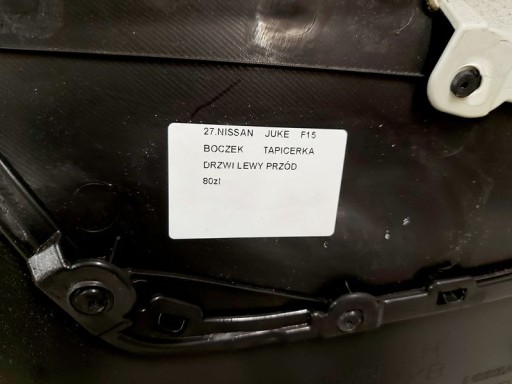 27.NISSAN JUKE F15
BOCZEK TAPICERKA
DRZWI LEWY PRZÓD
80zł